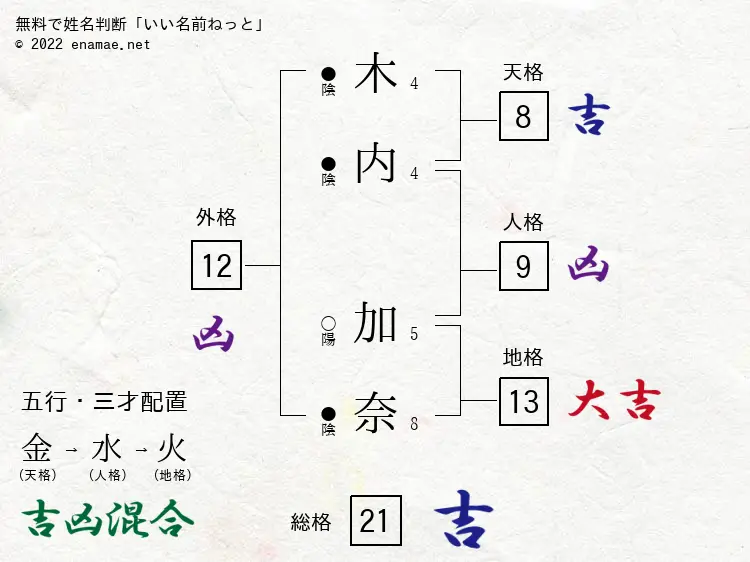 無料で姓名判断「いい名前ねっと」
© 2022 enamae.net
●陰 木 4
●陰 内 4
○陽 加 5
●陰 奈 8
天格
8 吉
人格
9 凶
地格
13 大吉
外格
12
凶
五行・三才配置
金 → 水 → 火
(天格) (人格) (地格)
吉凶混合
総格 21 吉